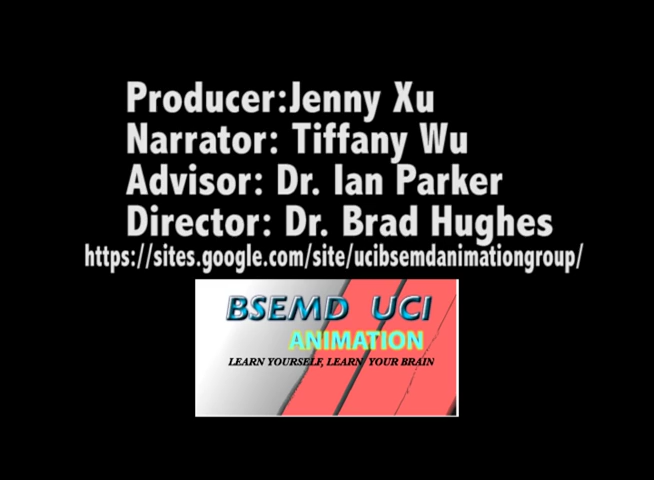 Producer:Jenny Xu
Narrator: Tiffany Wu
Advisor: Dr. Ian Parker
Director: Dr. Brad Hughes
https://sites.google.com/site/ucibsemdanimationgroup/
BSEMD UCI
ANIMATION
LEARN YOURSELF, LEARN YOUR BRAIN